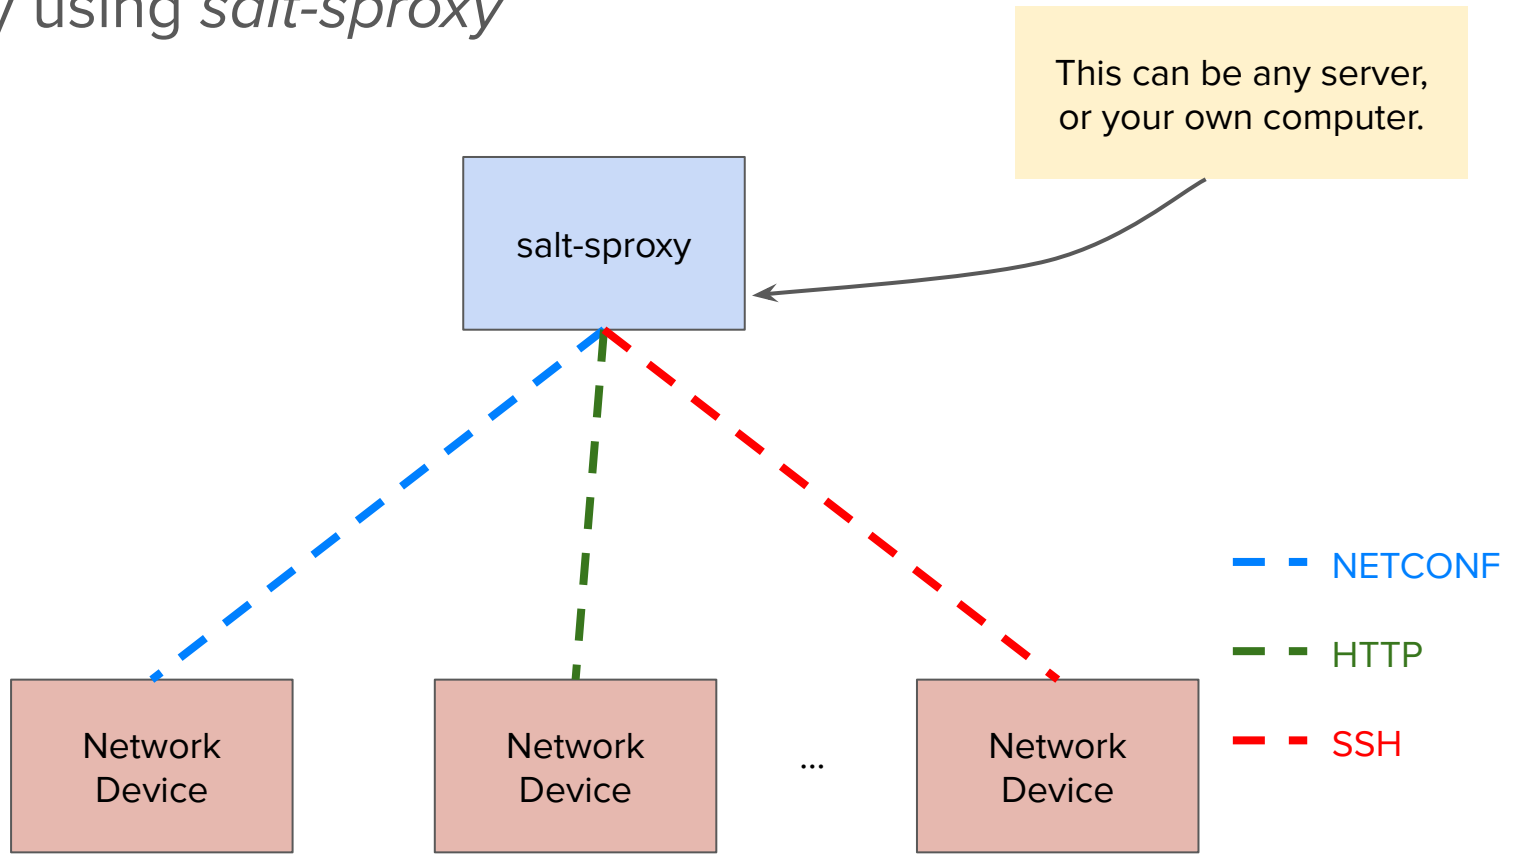 using salt-sproxy
This can be any server,
or your own computer.
salt-sproxy
NETCONF
HTTP
SSH
Network
Device
Network
Device
...
Network
Device